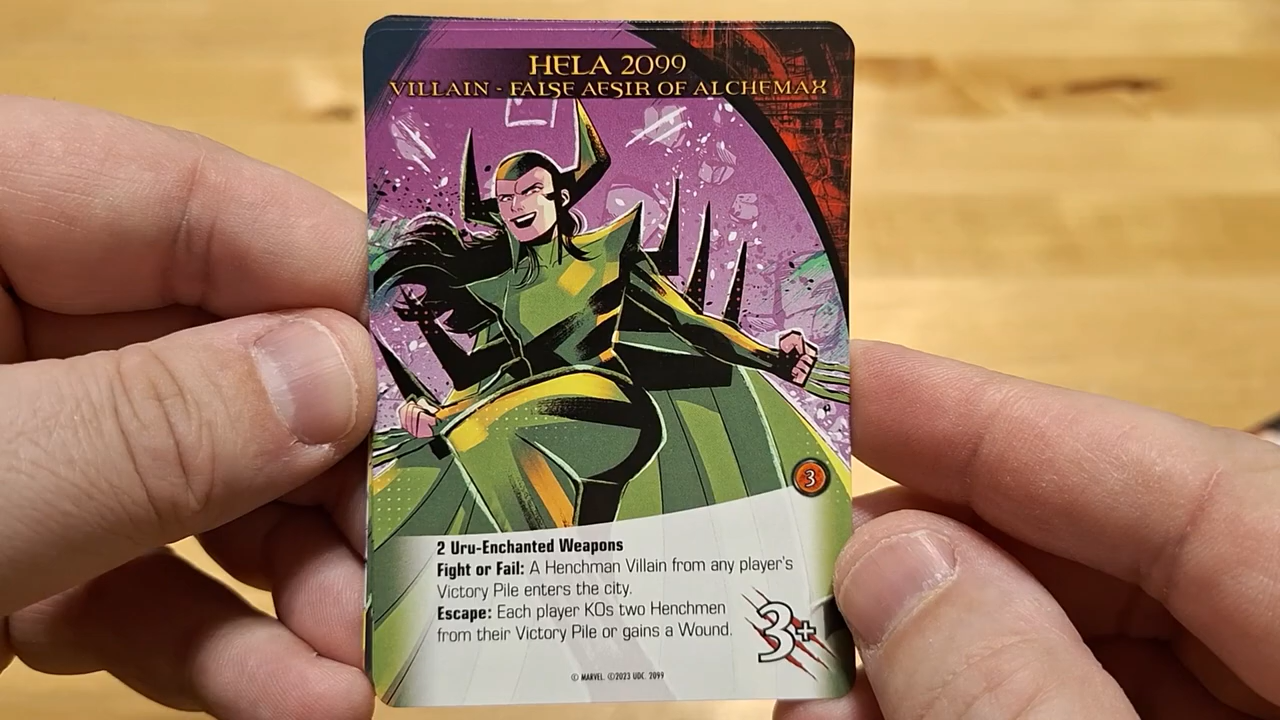 HELA 2099
VILLAIN - FALSE AESIR OF ALCHEMAX
3
2 Uru-Enchanted Weapons
Fight or Fail: A Henchman Villain from any player's
Victory Pile enters the city.
Escape: Each player KOs two Henchmen
from their Victory Pile or gains a Wound.
3+
© MARVEL. ©2023 UDC. 2099